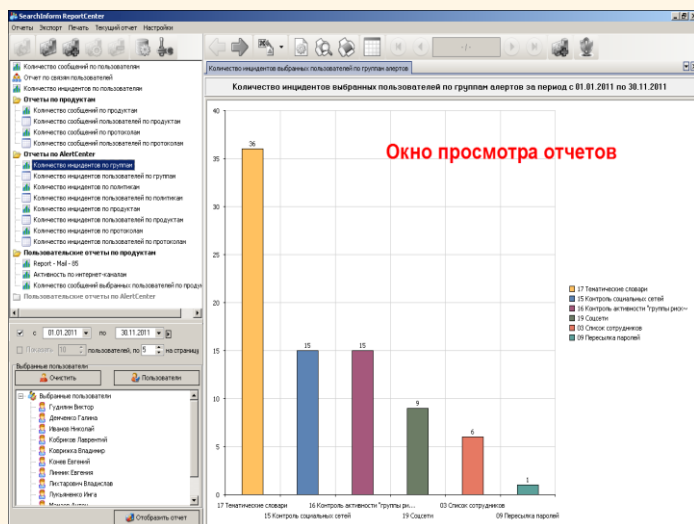 SearchInform ReportCenter
Отчеты Экспорт Печать Текущий отчет Настройки
-/-
Количество сообщений по пользователям
Отчет по связям пользователей
Количество инцидентов по пользователям
Отчеты по продуктам
Количество сообщений по продуктам
Количество сообщений пользователей по продуктам
Количество сообщений по протоколам
Количество сообщений пользователей по протоколам
Отчеты по AlertCenter
Количество инцидентов по группам
Количество инцидентов пользователей по группам
Количество инцидентов по политикам
Количество инцидентов пользователей по политикам
Количество инцидентов по продуктам
Количество инцидентов пользователей по продуктам
Количество инцидентов по протоколам
Количество инцидентов пользователей по протоколам
Пользовательские отчеты по продуктам
Report - Mail - 85
Активность по интернет-каналам
Количество сообщений выбранных пользователей по проду
Пользовательские отчеты по AlertCenter
с 01.01.2011 по 30.11.2011
Показать 10 пользователей, по 5 на страницу
Выбранные пользователи
Очистить Пользователи
Выбранные пользователи
Гудилин Виктор
Денченко Галина
Иванов Николай
Кобриков Лаврентий
Коврижка Владимир
Конев Евгений
Линник Евгения
Пихтарович Владислав
Лукьяненко Инга
Отобразить отчет
Количество инцидентов выбранных пользователей по группам алертов
Количество инцидентов выбранных пользователей по группам алертов за период с 01.01.2011 по 30.11.2011
Окно просмотра отчетов
40
35
30
25
20
15
10
5
0
36
15
15
9
6
1
17 Тематические словари
15 Контроль социальных сетей
16 Контроль активности "группы риск~
19 Соцсети
03 Список сотрудников
09 Пересылка паролей
17 Тематические словари 16 Контроль активности "группы ри... 03 Список сотрудников
15 Контроль социальных сетей 19 Соцсети 09 Пересылка паролей